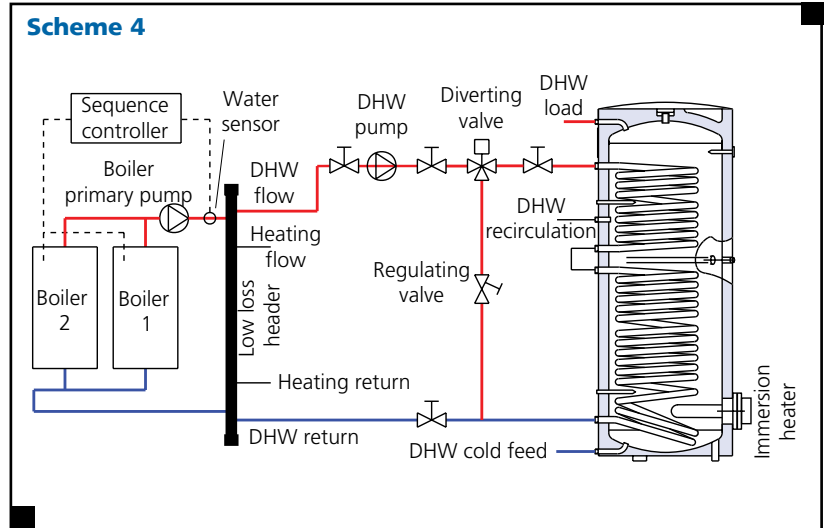 Scheme 4
Sequence
controller
Water
sensor
Boiler
primary pump
DHW
flow
DHW
pump
Diverting
valve
DHW
load
Heating
flow
DHW
recirculation
Regulating
valve
Boiler
2
Boiler
1
Low loss
header
Heating return
DHW return
DHW cold feed
Immersion
heater